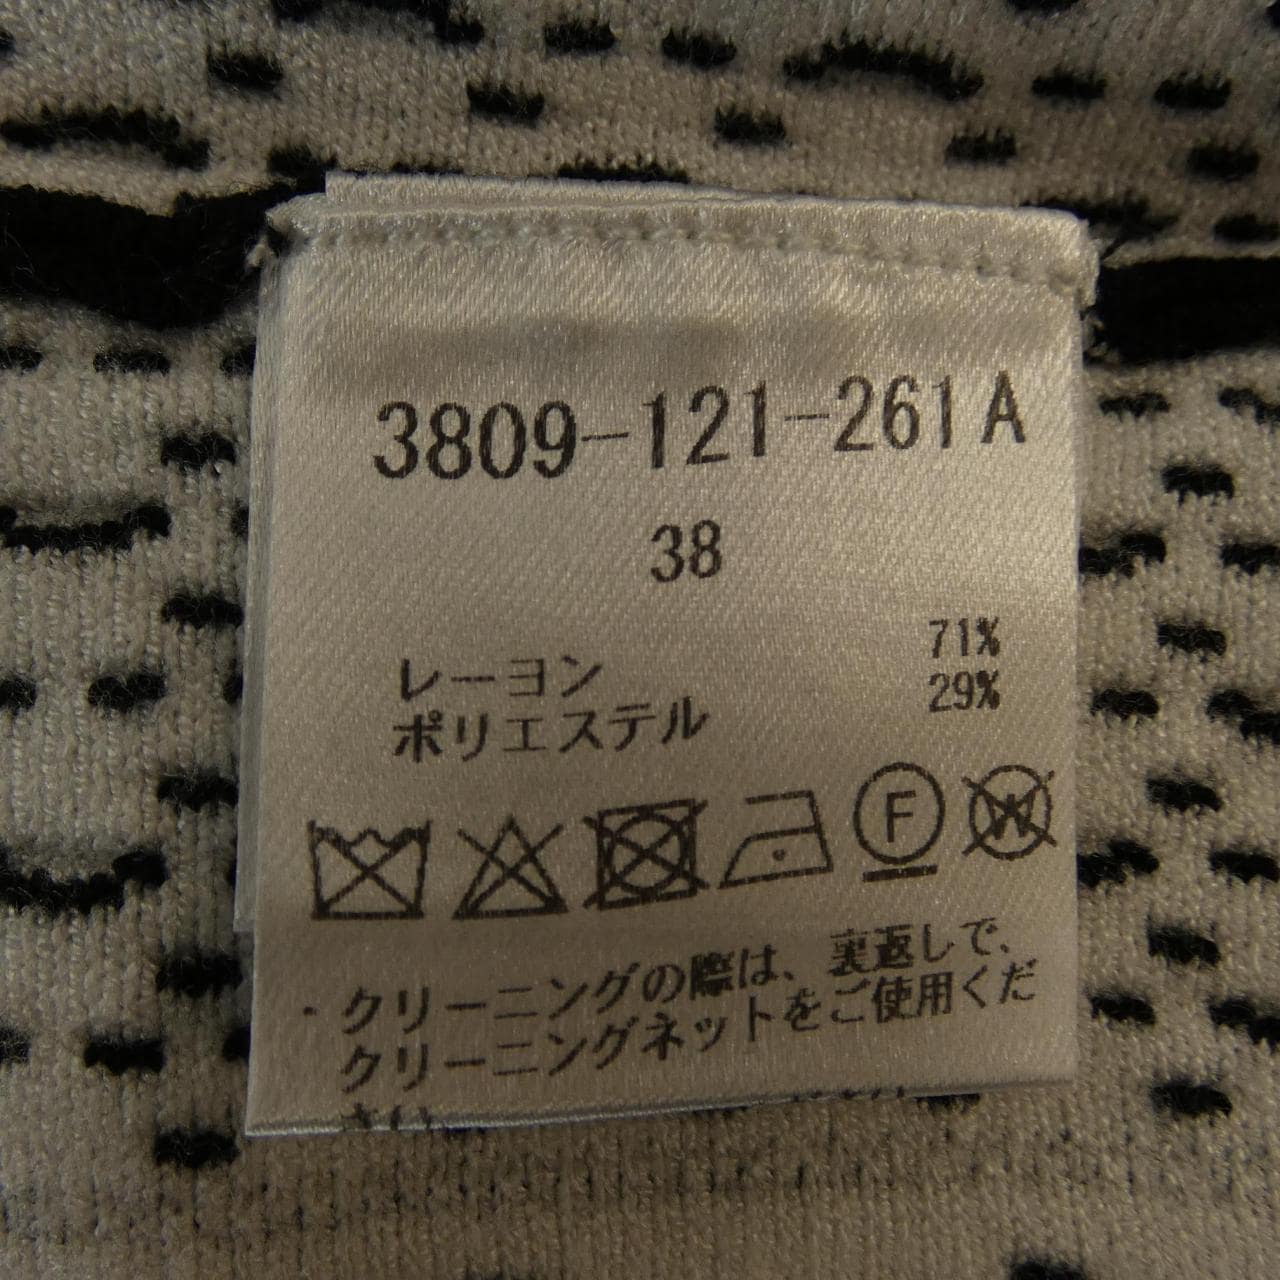 3809-121-261A
38
レーヨン 71%
ポリエステル 29%
F W
・クリーニングの際は、裏返しで、
クリーニングネットをご使用くだ
さい